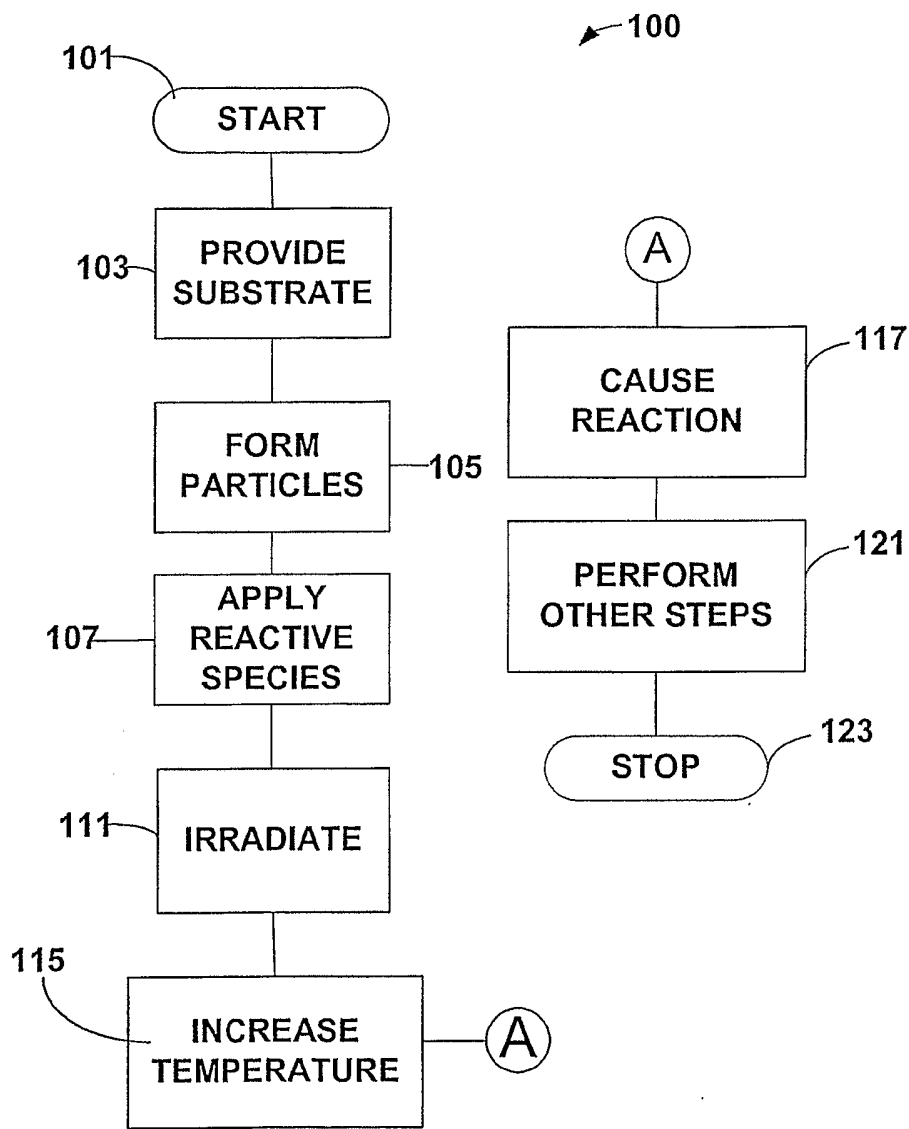 100
101
START
103
PROVIDE
SUBSTRATE
FORM
PARTICLES
105
107
APPLY
REACTIVE
SPECIES
111
IRRADIATE
115
INCREASE
TEMPERATURE
A
A
117
CAUSE
REACTION
121
PERFORM
OTHER STEPS
123
STOP